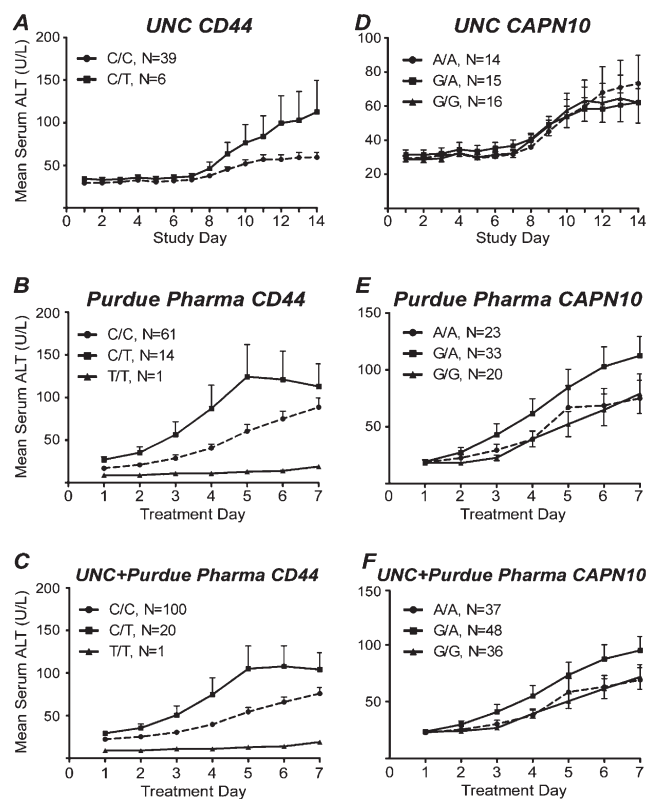 A
UNC CD44
Mean Serum ALT (U/L)
200
150
100
50
C/C, N=39
C/T, N=6
0 2 4 6 8 10 12 14
Study Day
D
UNC CAPN10
100
80
60
40
20
A/A, N=14
G/A, N=15
G/G, N=16
0 2 4 6 8 10 12 14
Study Day
B
Purdue Pharma CD44
Mean Serum ALT (U/L)
200
150
100
50
C/C, N=61
C/T, N=14
T/T, N=1
0 1 2 3 4 5 6 7
Treatment Day
E
Purdue Pharma CAPN10
150
100
50
A/A, N=23
G/A, N=33
G/G, N=20
0 1 2 3 4 5 6 7
Treatment Day
C
UNC+Purdue Pharma CD44
Mean Serum ALT (U/L)
200
150
100
50
C/C, N=100
C/T, N=20
T/T, N=1
0 1 2 3 4 5 6 7
Treatment Day
F
UNC+Purdue Pharma CAPN10
150
100
50
A/A, N=37
G/A, N=48
G/G, N=36
0 1 2 3 4 5 6 7
Treatment Day